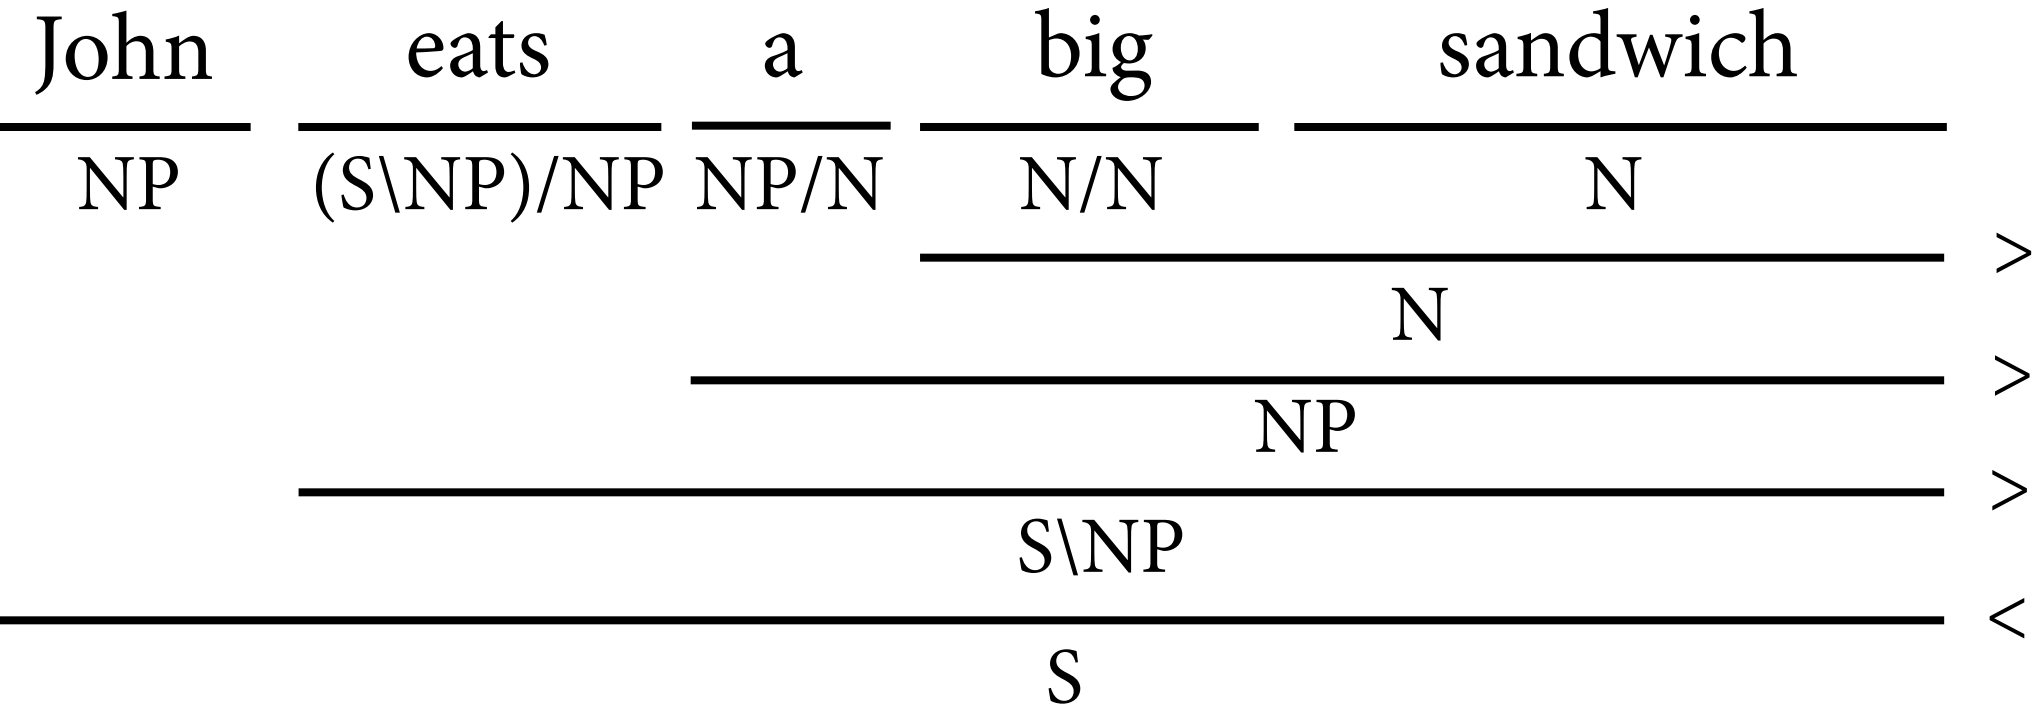 John eats a big sandwich
NP (S\NP)/NP NP/N N/N N
>
N
>
NP
>
S\NP
<
S